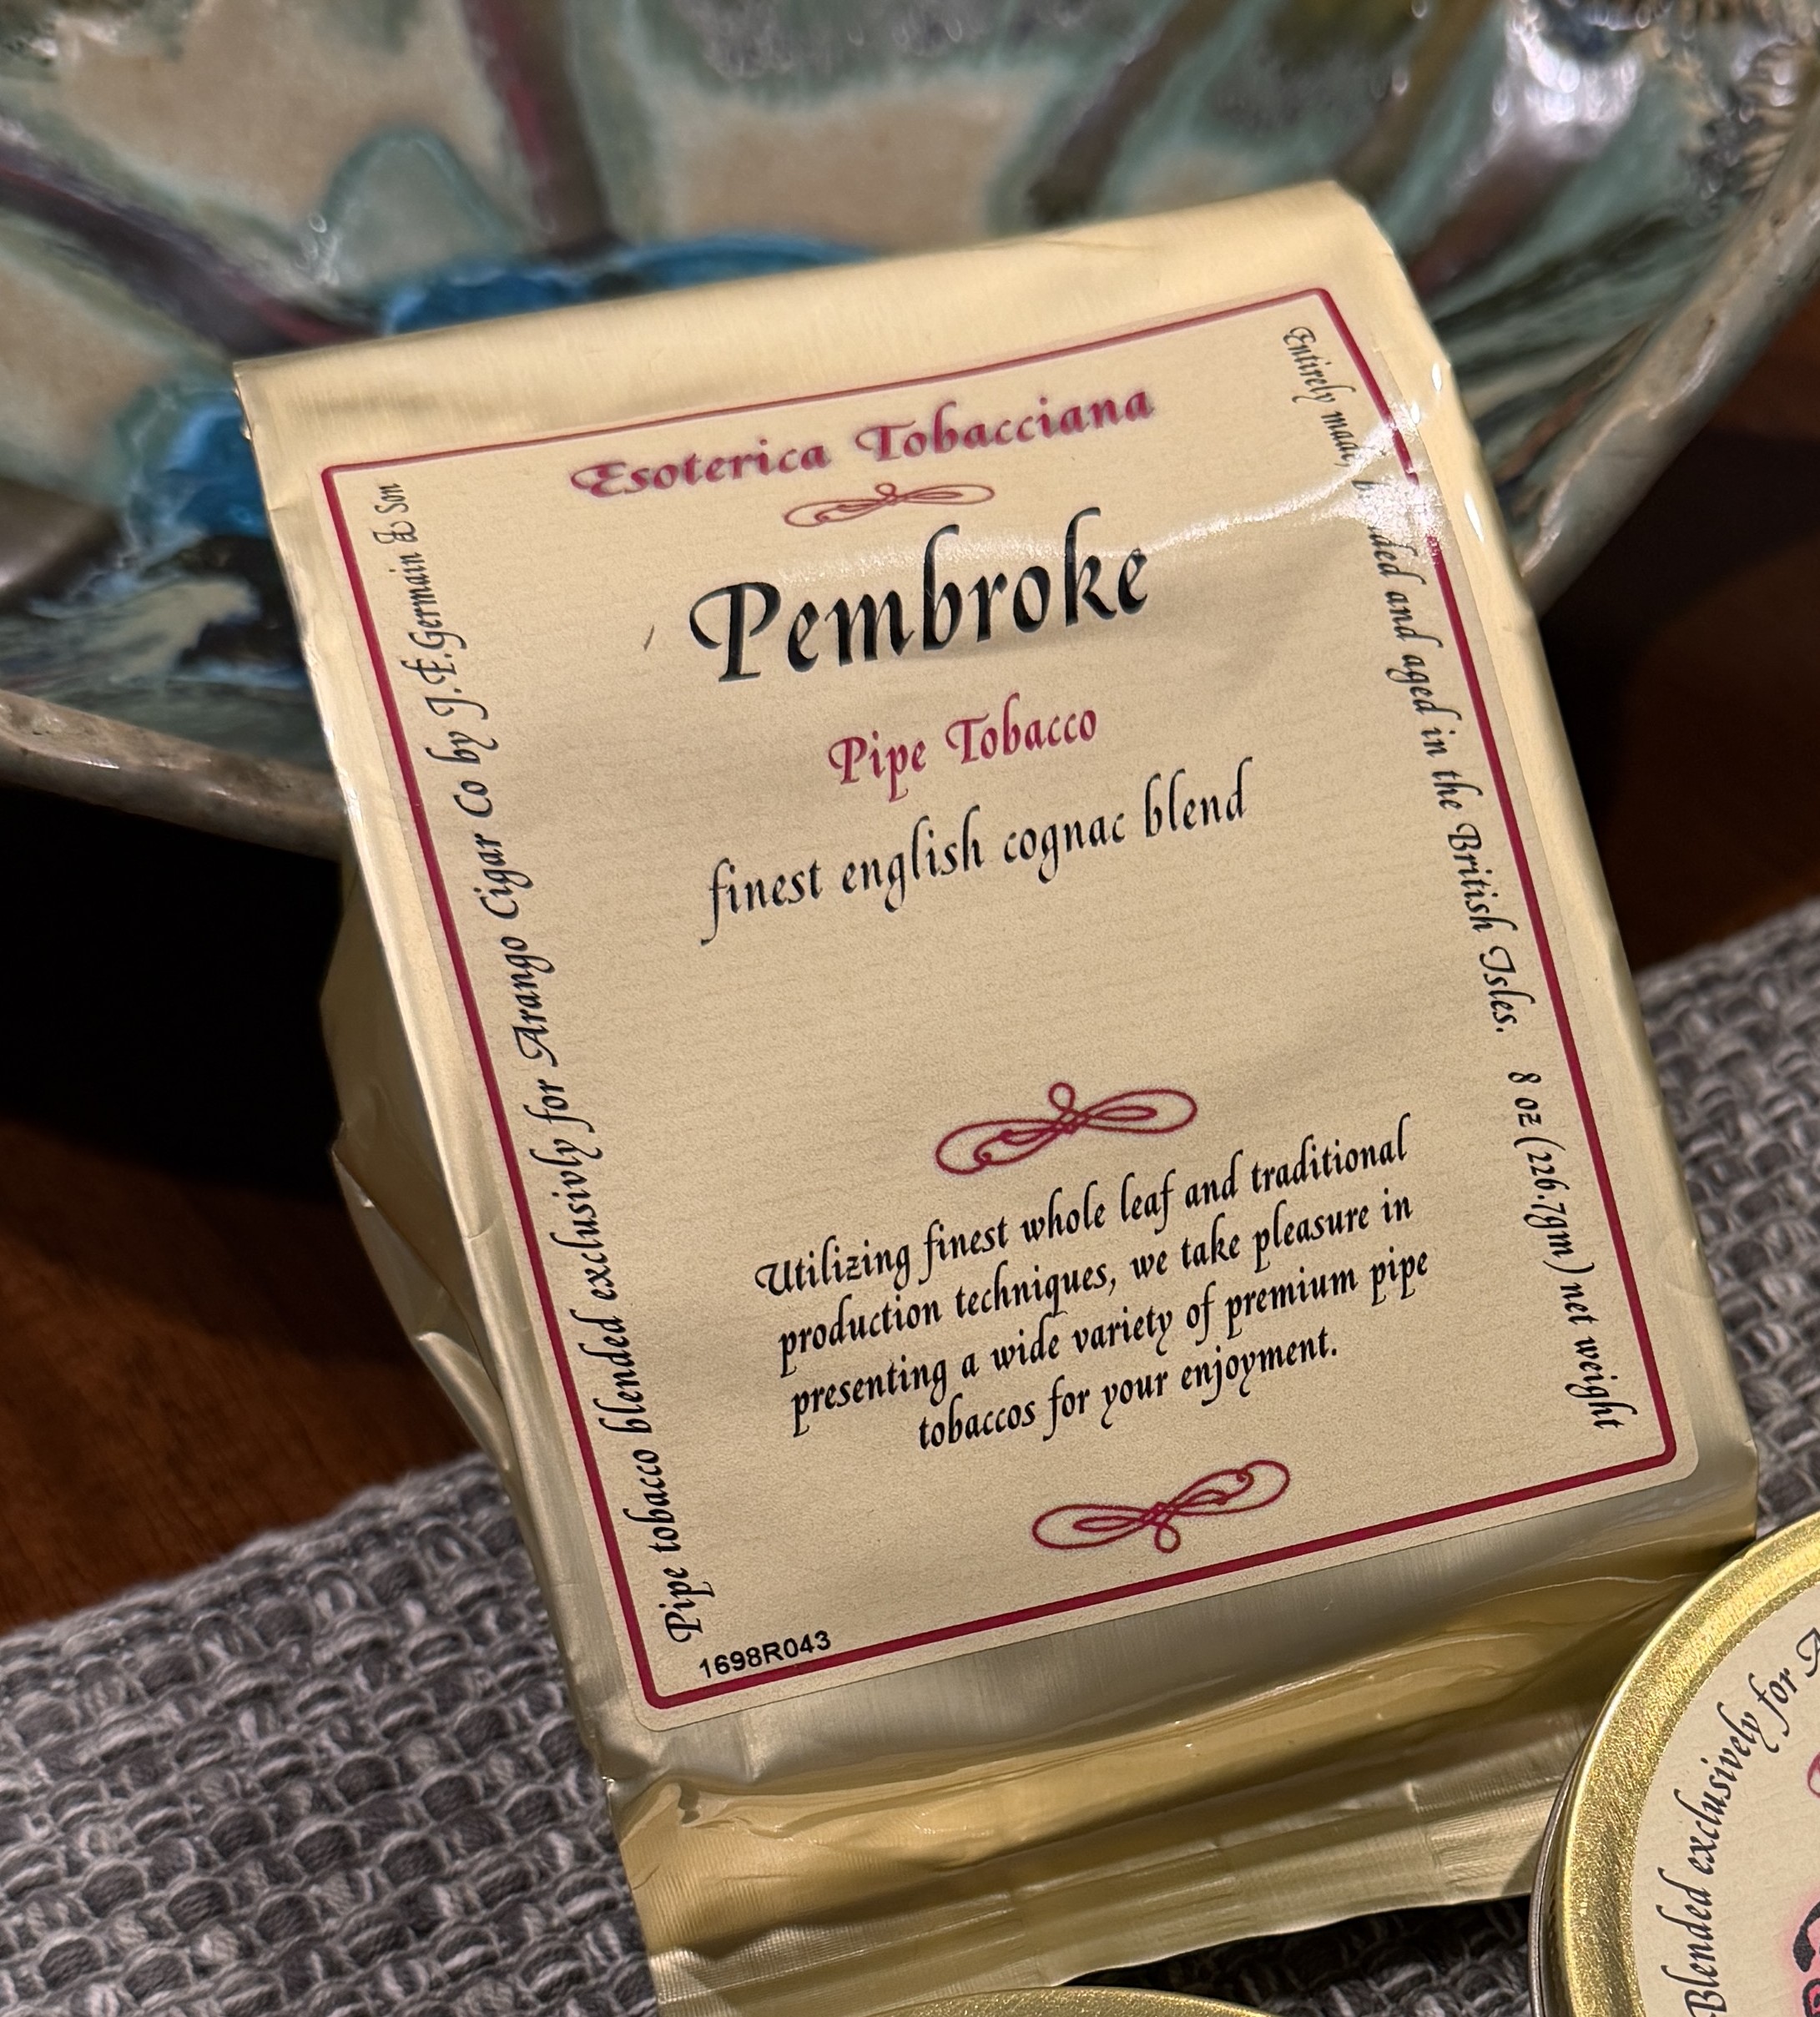 Esoterica Tobacciana
Pembroke
Pipe Tobacco
finest english cognac blend
Utilizing finest whole leaf and traditional
production techniques, we take pleasure in
presenting a wide variety of premium pipe
tobaccos for your enjoyment.
Pipe tobacco blended exclusivly for Arango Cigar Co by J.F.Germain & Son
Entirely made, and aged in the British Isles. 8 oz (226.79m) net weight
1698R043
Blended exclusively for